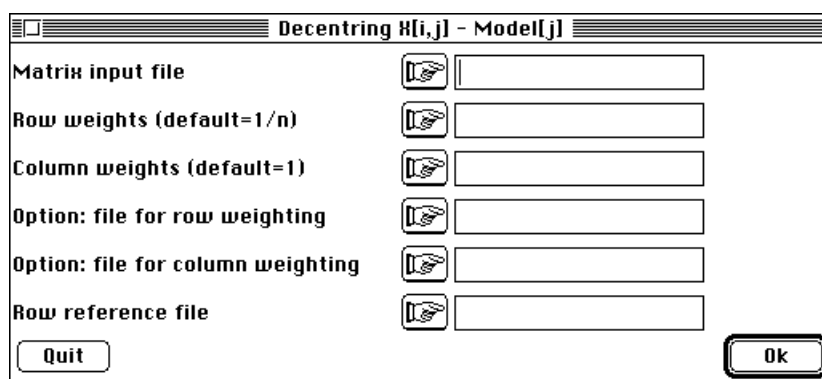 Decentring X[i,j] - Model[j]
Matrix input file
Row weights (default=1/n)
Column weights (default=1)
Option: file for row weighting
Option: file for column weighting
Row reference file
Quit
Ok